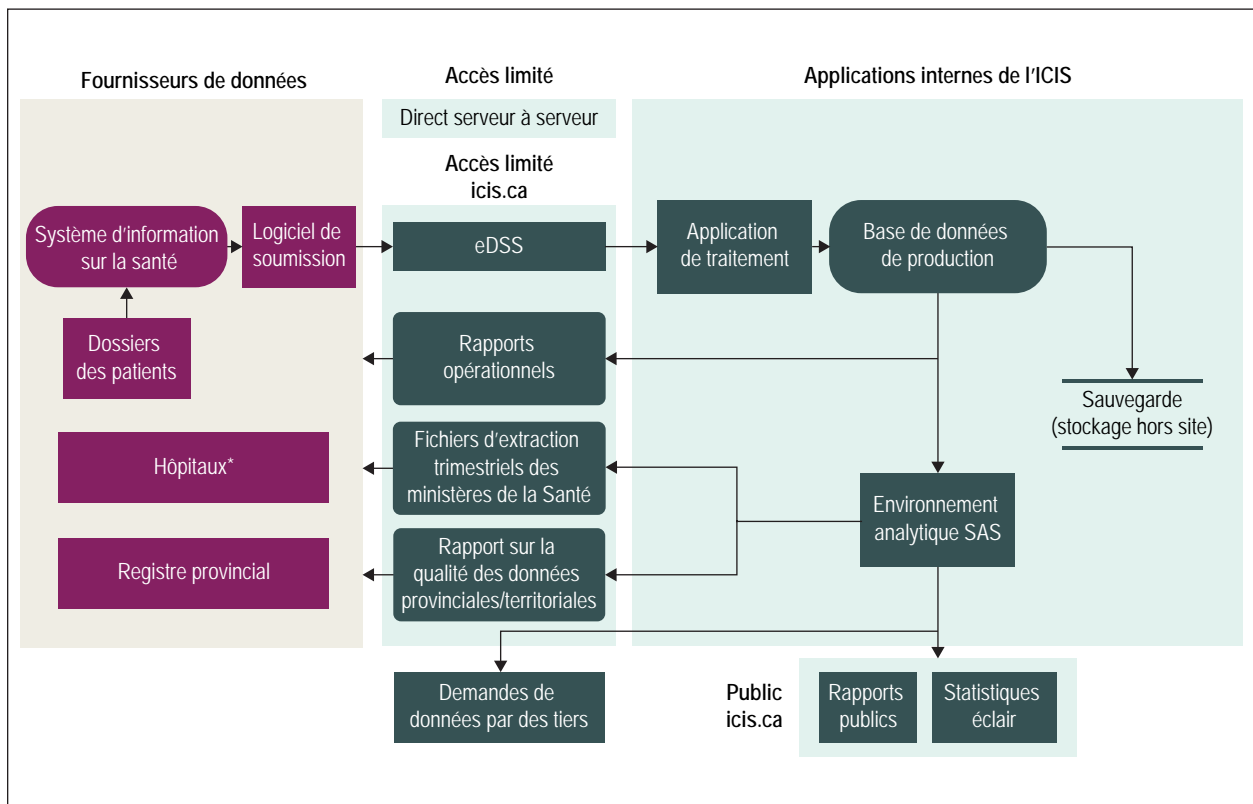 Fournisseurs de données
Accès limité
Applications internes de l'ICIS
Direct serveur à serveur
Accès limité
icis.ca
Système d'information
sur la santé
Logiciel de
soumission
eDSS
Application
de traitement
Base de données
de production
Dossiers
des patients
Rapports
opérationnels
Sauvegarde
(stockage hors site)
Hôpitaux*
Fichiers d'extraction
trimestriels des
ministères de la Santé
Environnement
analytique SAS
Registre provincial
Rapport sur la
qualité des données
provinciales/territoriales
Demandes de
données par des tiers
Public
icis.ca
Rapports
publics
Statistiques
éclair